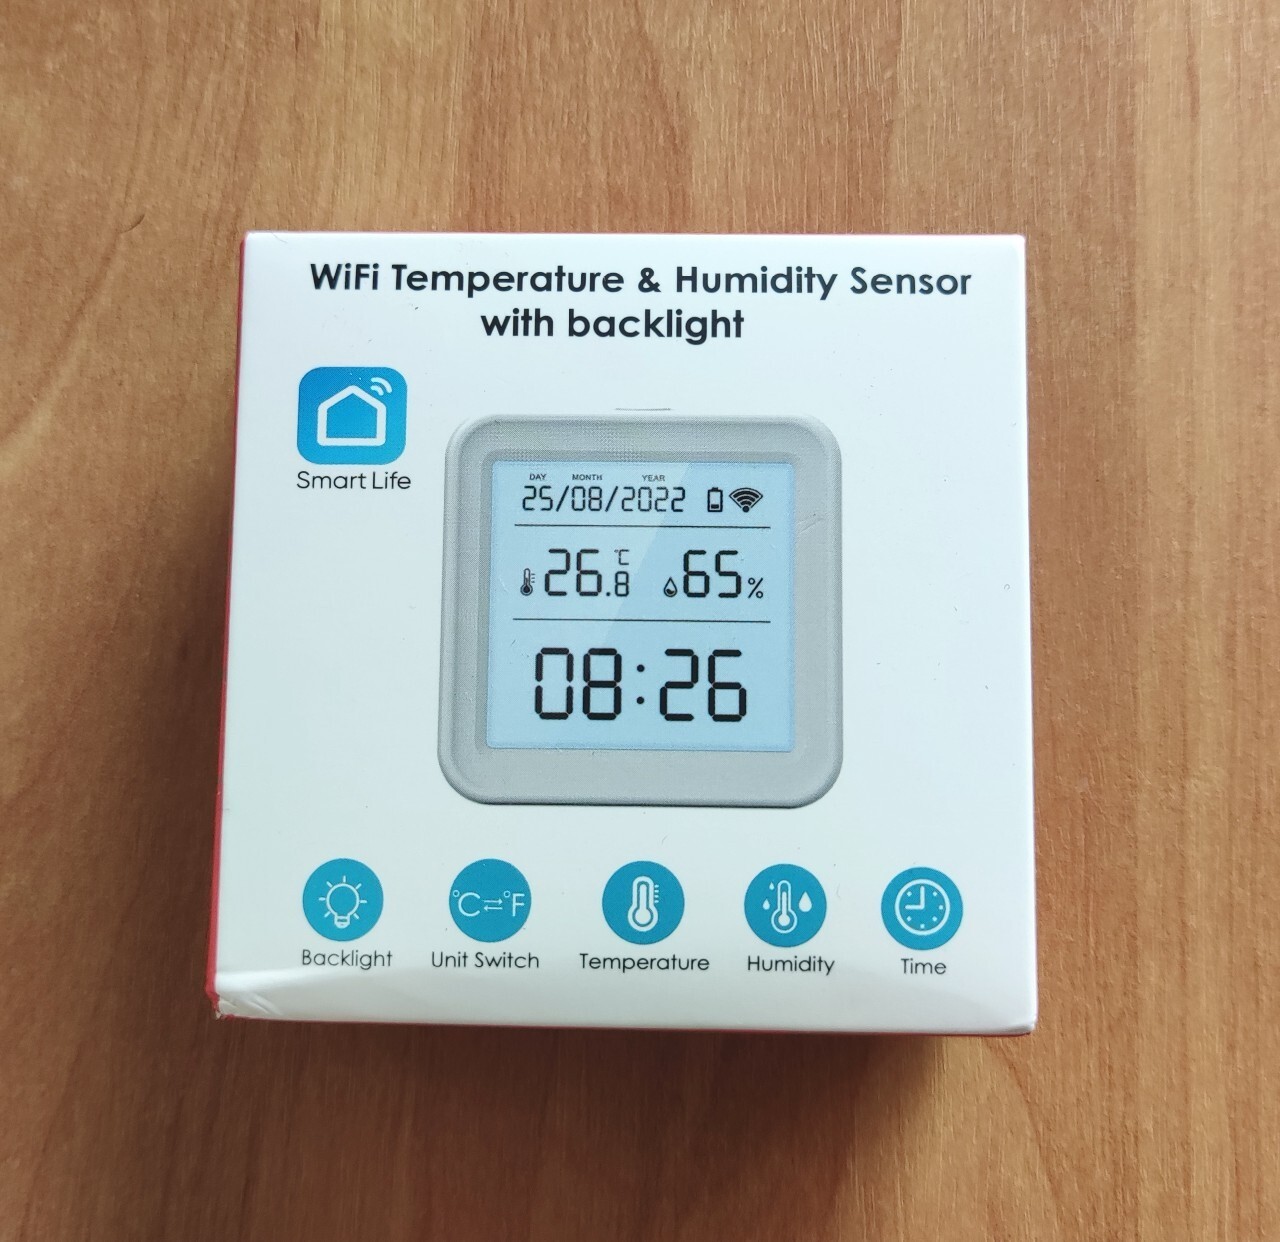 WiFi Temperature & Humidity Sensor
with backlight
Smart Life
DAY MONTH YEAR
25/08/2022
26.8 °C 65%
08:26
°C ⇄ °F
Backlight Unit Switch Temperature Humidity Time